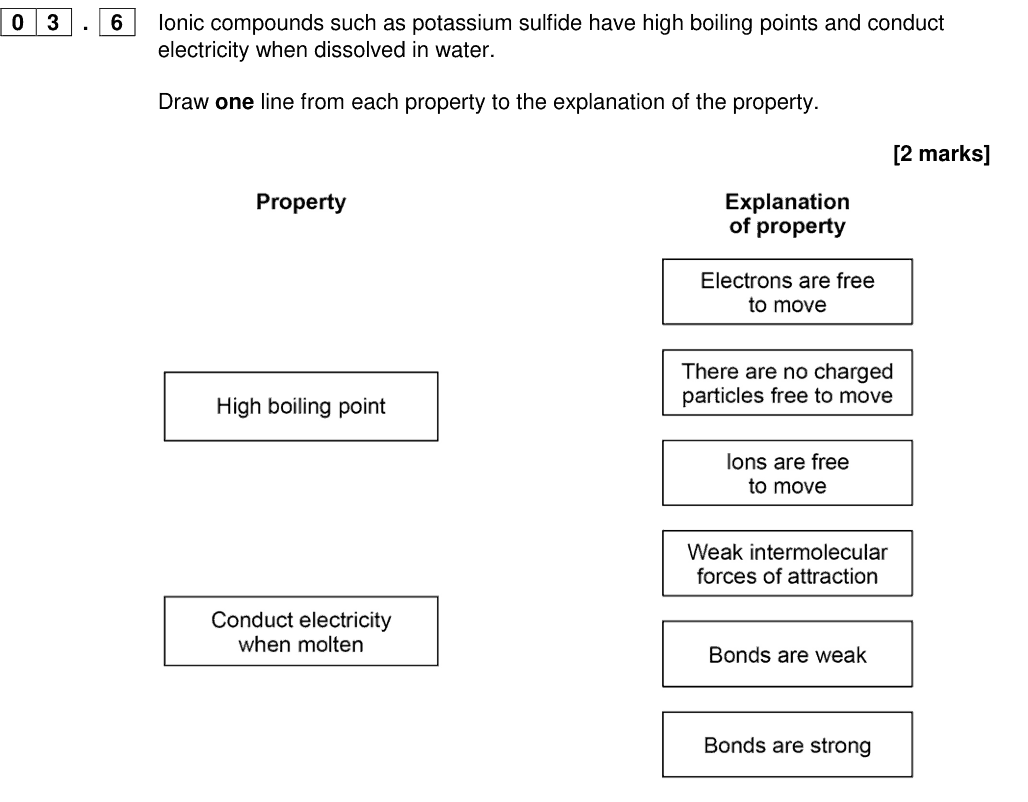 0 3 . 6 Ionic compounds such as potassium sulfide have high boiling points and conduct
electricity when dissolved in water.
Draw one line from each property to the explanation of the property.
[2 marks]
Property
Explanation
of property
Electrons are free
to move
There are no charged
particles free to move
High boiling point
Ions are free
to move
Weak intermolecular
forces of attraction
Conduct electricity
when molten
Bonds are weak
Bonds are strong